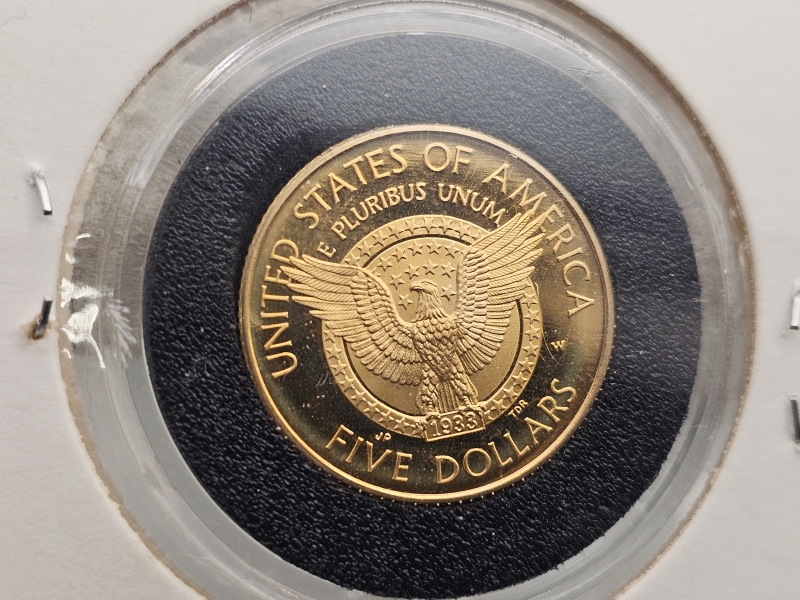 UNITED STATES OF AMERICA
E PLURIBUS UNUM
W
1933
JP
TDR
FIVE DOLLARS